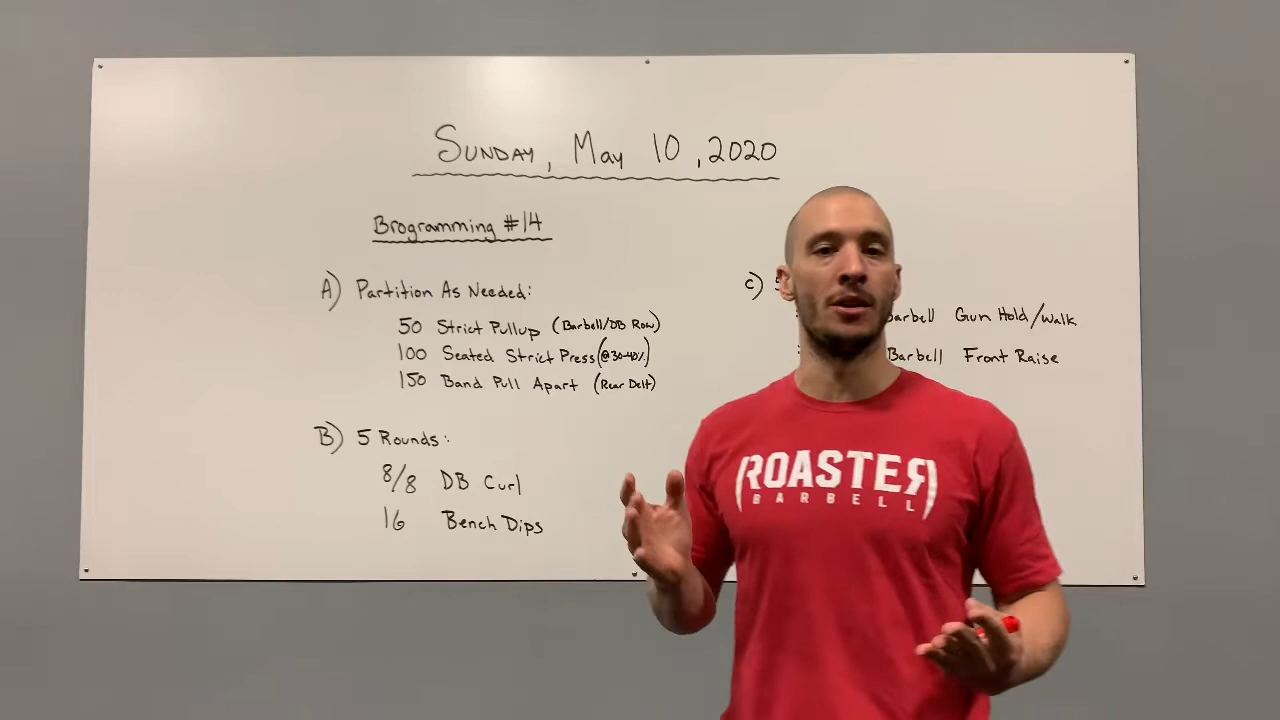 Sunday, May 10, 2020
Brogramming #14
A) Partition As Needed:
50 Strict Pullup (Barbell/DB Row)
100 Seated Strict Press (@30-40%)
150 Band Pull Apart (Rear Delt)
B) 5 Rounds:
8/8 DB Curl
16 Bench Dips
C)
Barbell Gun Hold/Walk
Barbell Front Raise
ROASTER
BARBELL